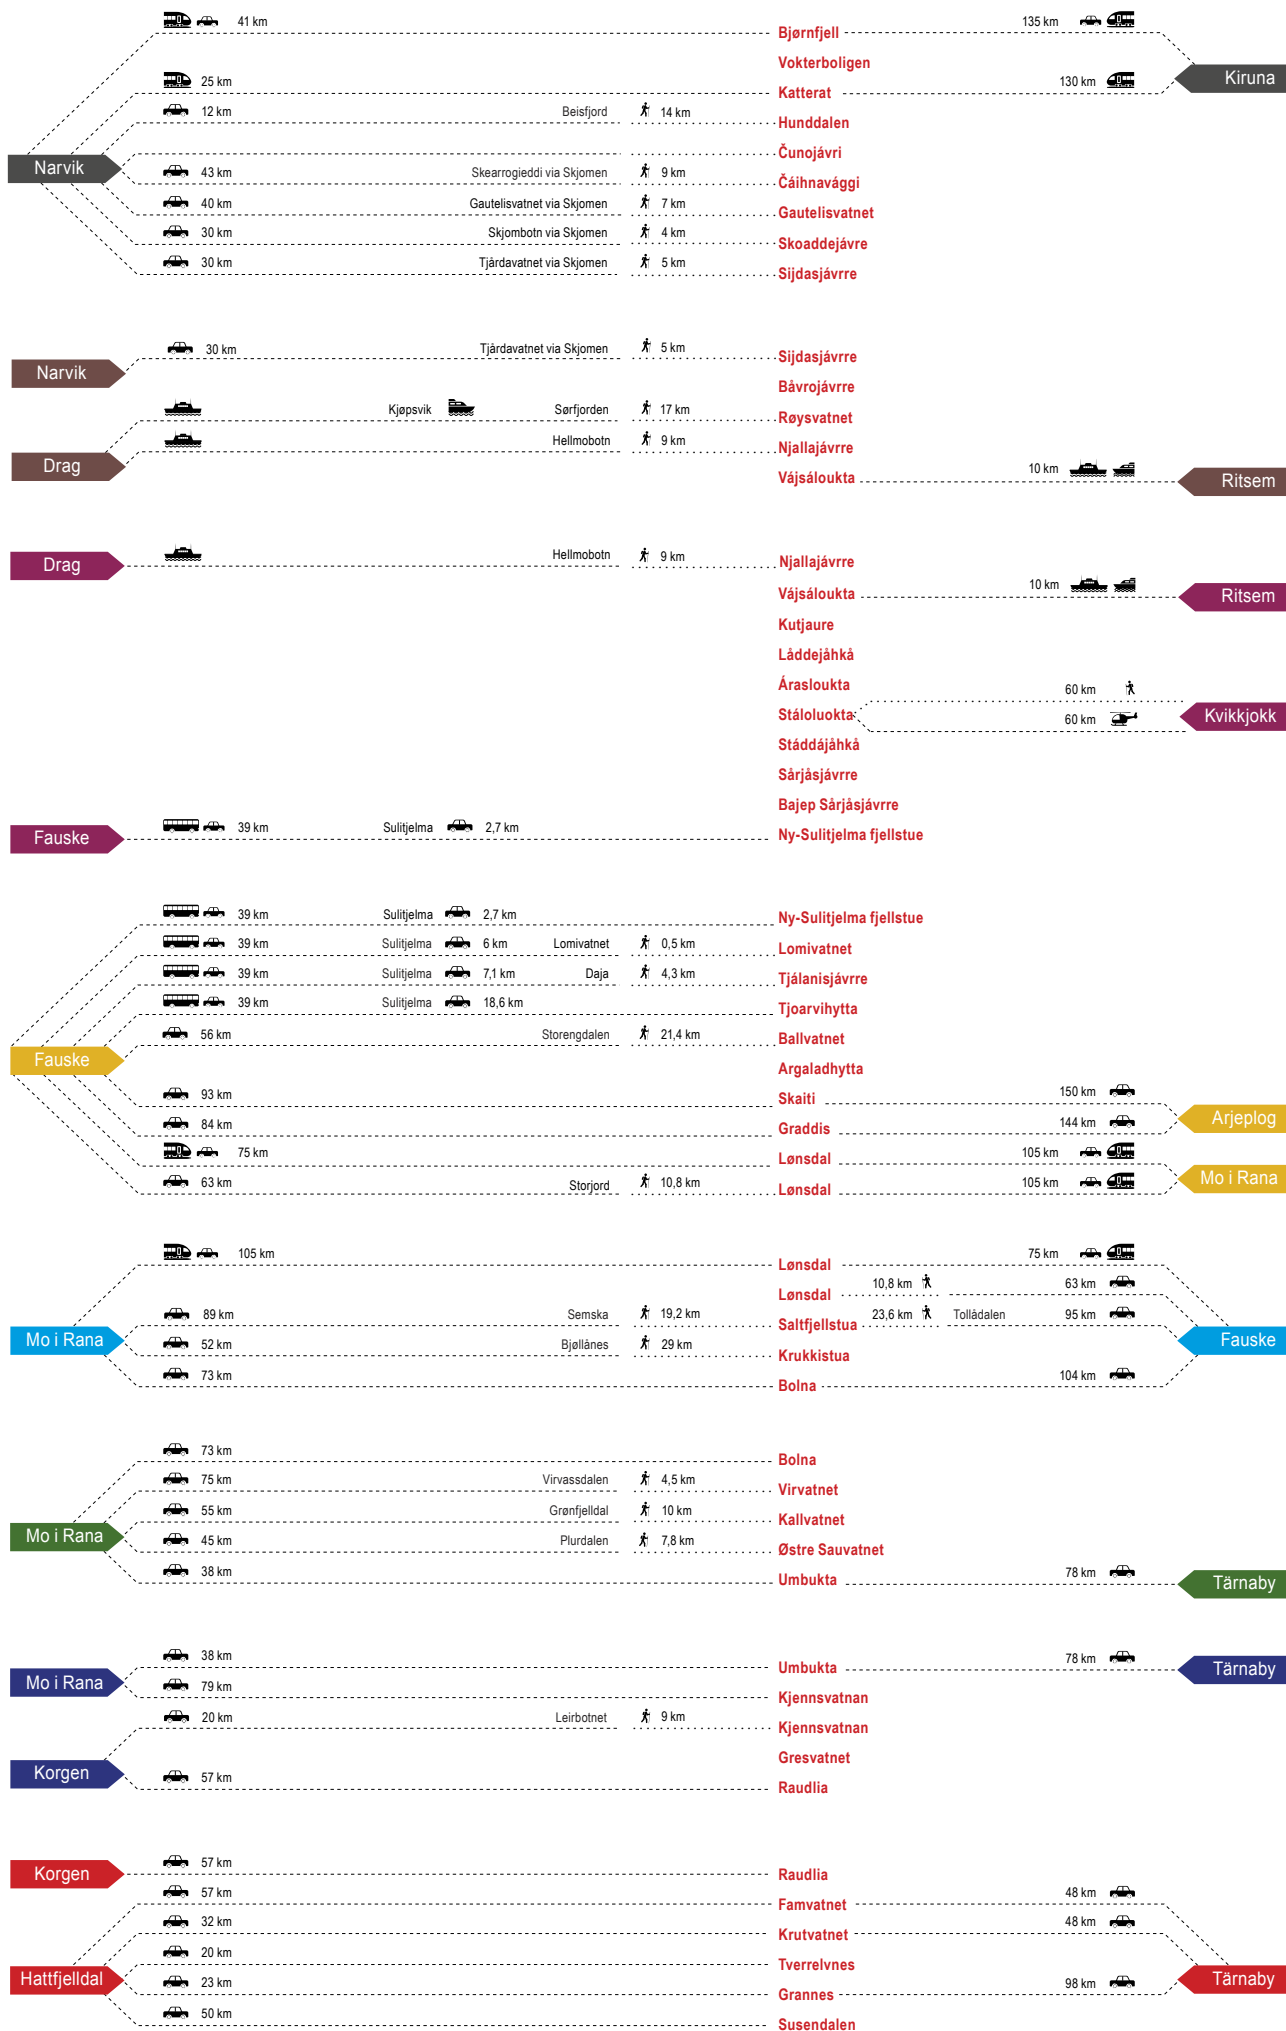 41 km Bjørnfjell 135 km
Vokterboligen Kiruna
25 km Katterat 130 km
12 km Beisfjord 14 km Hunddalen
Čunojávri
Narvik
43 km Skearrogieddi via Skjomen 9 km Čáihnavággi
40 km Gautelisvatnet via Skjomen 7 km Gautelisvatnet
30 km Skjombotn via Skjomen 4 km Skoaddejávre
30 km Tjårdavatnet via Skjomen 5 km Sijdasjávrre
Narvik 30 km Tjårdavatnet via Skjomen 5 km Sijdasjávrre
Båvrojávrre
Kjøpsvik Sørfjorden 17 km Røysvatnet
Hellmobotn 9 km Njallajávrre
Drag Vájsáloukta 10 km Ritsem
Drag Hellmobotn 9 km Njallajávrre
Vájsáloukta 10 km Ritsem
Kutjaure
Låddejåhkå
Árasloukta 60 km
Stáloluokta 60 km Kvikkjokk
Stáddájåhkå
Sårjåsjávrre
Bajep Sårjåsjávrre
Fauske 39 km Sulitjelma 2,7 km Ny-Sulitjelma fjellstue
39 km Sulitjelma 2,7 km Ny-Sulitjelma fjellstue
39 km Sulitjelma 6 km Lomivatnet 0,5 km Lomivatnet
39 km Sulitjelma 7,1 km Daja 4,3 km Tjálanisjávrre
39 km Sulitjelma 18,6 km Tjoarvihytta
56 km Storengdalen 21,4 km Ballvatnet
Fauske Argaladhytta
93 km Skaiti 150 km
84 km Graddis 144 km Arjeplog
75 km Lønsdal 105 km
63 km Storjord 10,8 km Lønsdal 105 km Mo i Rana
105 km Lønsdal 75 km
Lønsdal 10,8 km 63 km
89 km Semska 19,2 km Saltfjellstua 23,6 km Tollådalen 95 km
Mo i Rana 52 km Bjøllånes 29 km Krukkistua Fauske
73 km Bolna 104 km
73 km Bolna
75 km Virvassdalen 4,5 km Virvatnet
55 km Grønfjelldal 10 km Kallvatnet
Mo i Rana 45 km Plurdalen 7,8 km Østre Sauvatnet
38 km Umbukta 78 km Tärnaby
38 km Umbukta 78 km Tärnaby
Mo i Rana 79 km Kjennsvatnan
20 km Leirbotnet 9 km Kjennsvatnan
Gresvatnet
Korgen 57 km Raudlia
Korgen 57 km Raudlia
57 km Famvatnet 48 km
32 km Krutvatnet 48 km
20 km Tverrelvnes
Hattfjelldal 23 km Grannes 98 km Tärnaby
50 km Susendalen